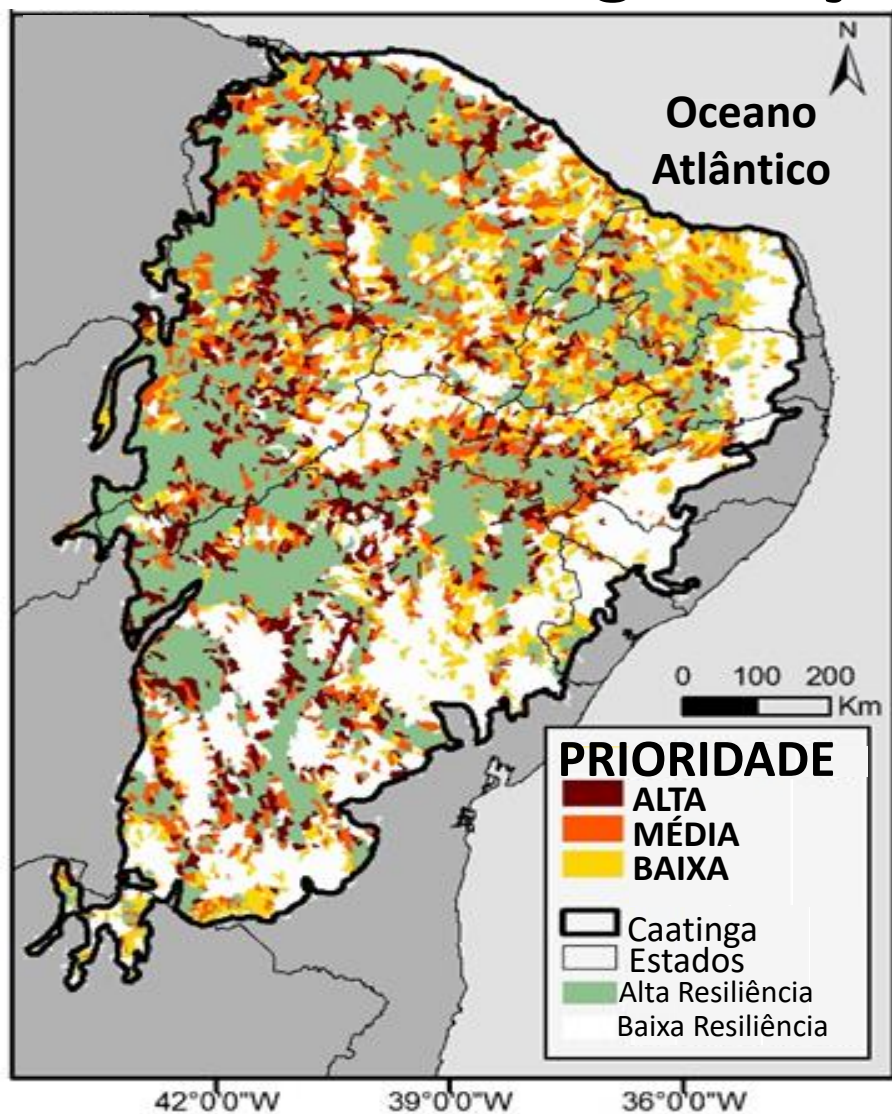 N
Oceano
Atlântico
0 100 200
Km
PRIORIDADE
ALTA
MÉDIA
BAIXA
Caatinga
Estados
Alta Resiliência
Baixa Resiliência
42°0'0"W 39°0'0"W 36°0'0"W